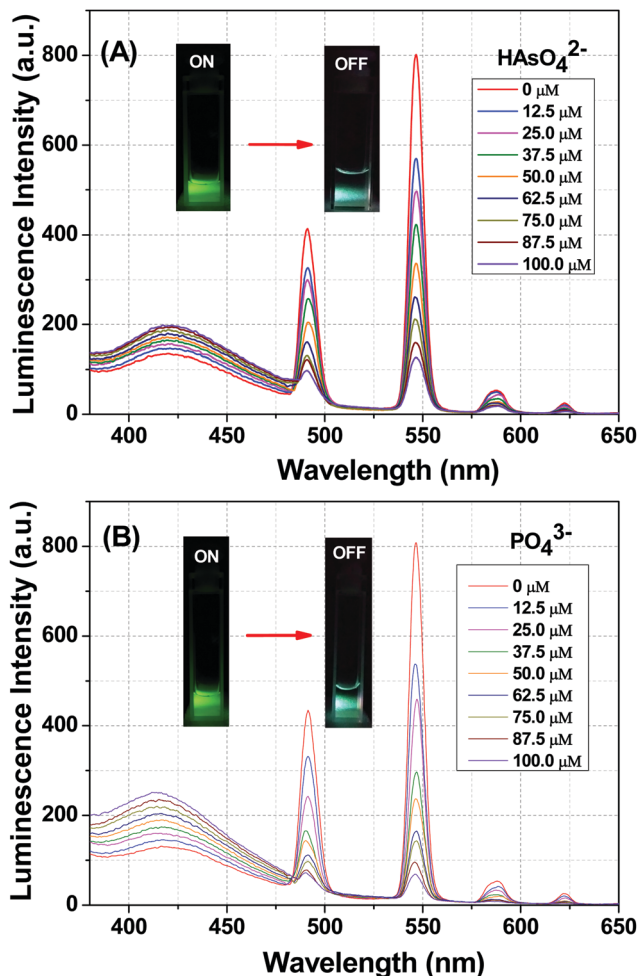 (A)
ON
OFF
HAsO₄²⁻
0 μM
12.5 μM
25.0 μM
37.5 μM
50.0 μM
62.5 μM
75.0 μM
87.5 μM
100.0 μM
Luminescence Intensity (a.u.)
800
600
400
200
0
400 450 500 550 600 650
Wavelength (nm)
(B)
ON
OFF
PO₄³⁻
0 μM
12.5 μM
25.0 μM
37.5 μM
50.0 μM
62.5 μM
75.0 μM
87.5 μM
100.0 μM
Luminescence Intensity (a.u.)
800
600
400
200
0
400 450 500 550 600 650
Wavelength (nm)